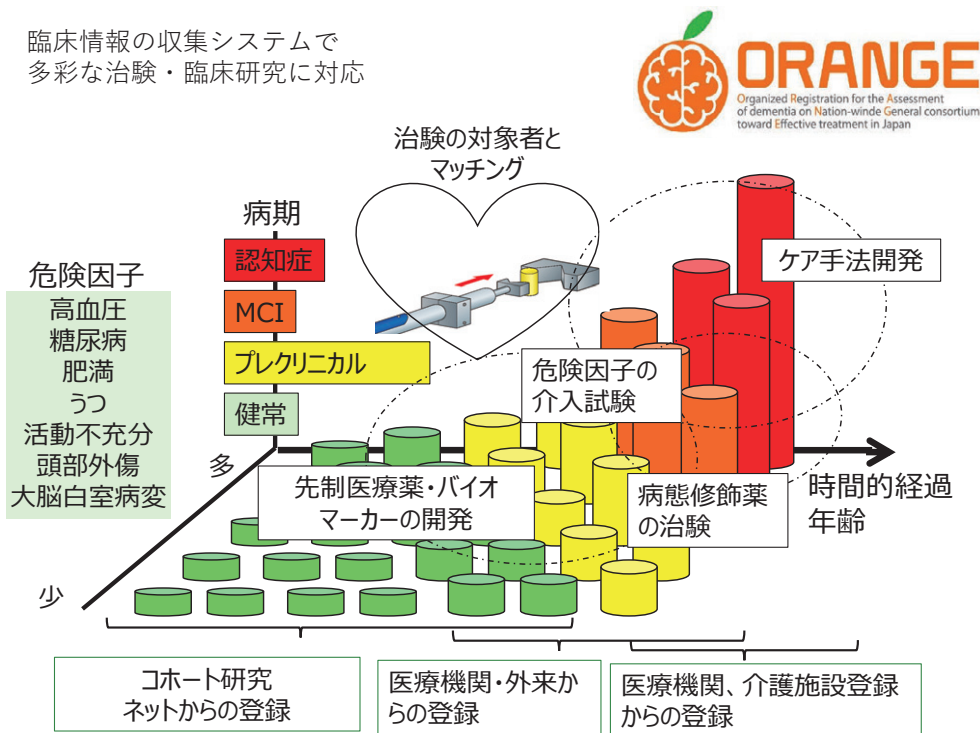 臨床情報の収集システムで
多彩な治験・臨床研究に対応
ORANGE
Organized Registration for the Assessment
of dementia on Nation-winde General consortium
toward Effective treatment in Japan
治験の対象者と
マッチング
病期
認知症
MCI
プレクリニカル
健常
危険因子
高血圧
糖尿病
肥満
うつ
活動不充分
頭部外傷
大脳白室病変
多
少
ケア手法開発
危険因子の
介入試験
先制医療薬・バイオ
マーカーの開発
病態修飾薬
の治験
時間的経過
年齢
コホート研究
ネットからの登録
医療機関・外来か
らの登録
医療機関、介護施設登録
からの登録